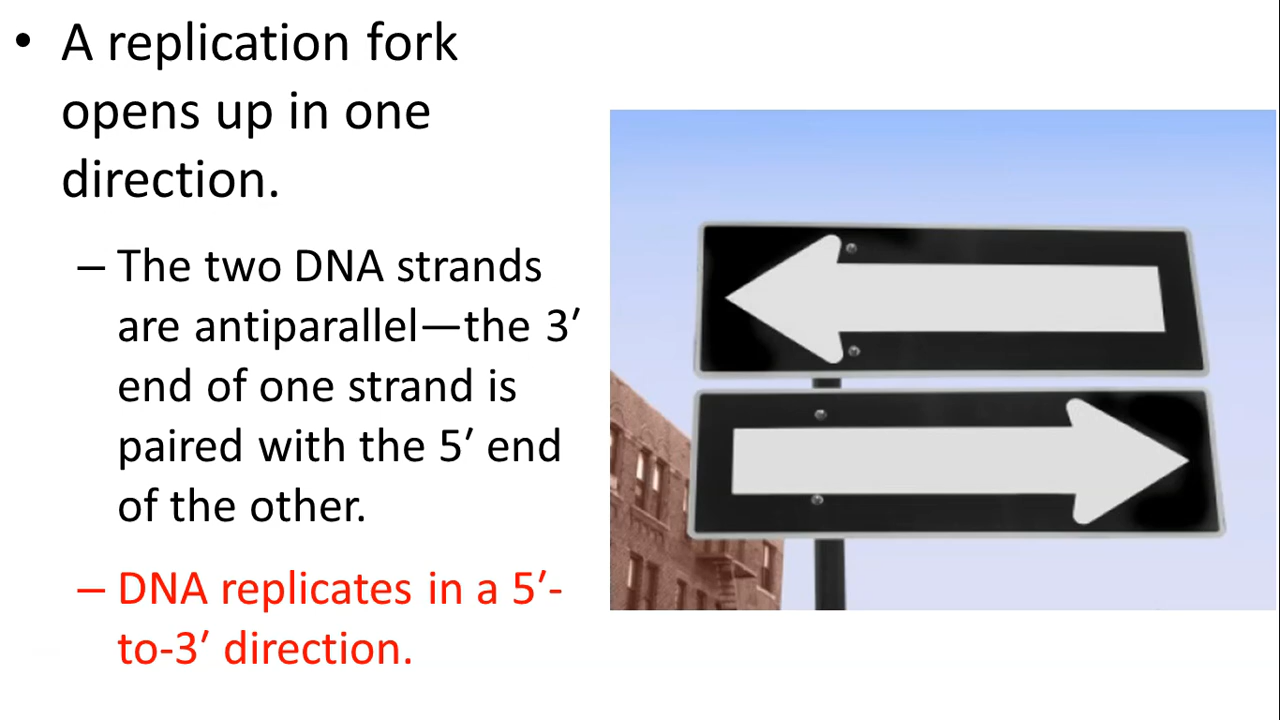 • A replication fork
opens up in one
direction.
– The two DNA strands
are antiparallel—the 3′
end of one strand is
paired with the 5′ end
of the other.
– DNA replicates in a 5′-
to-3′ direction.